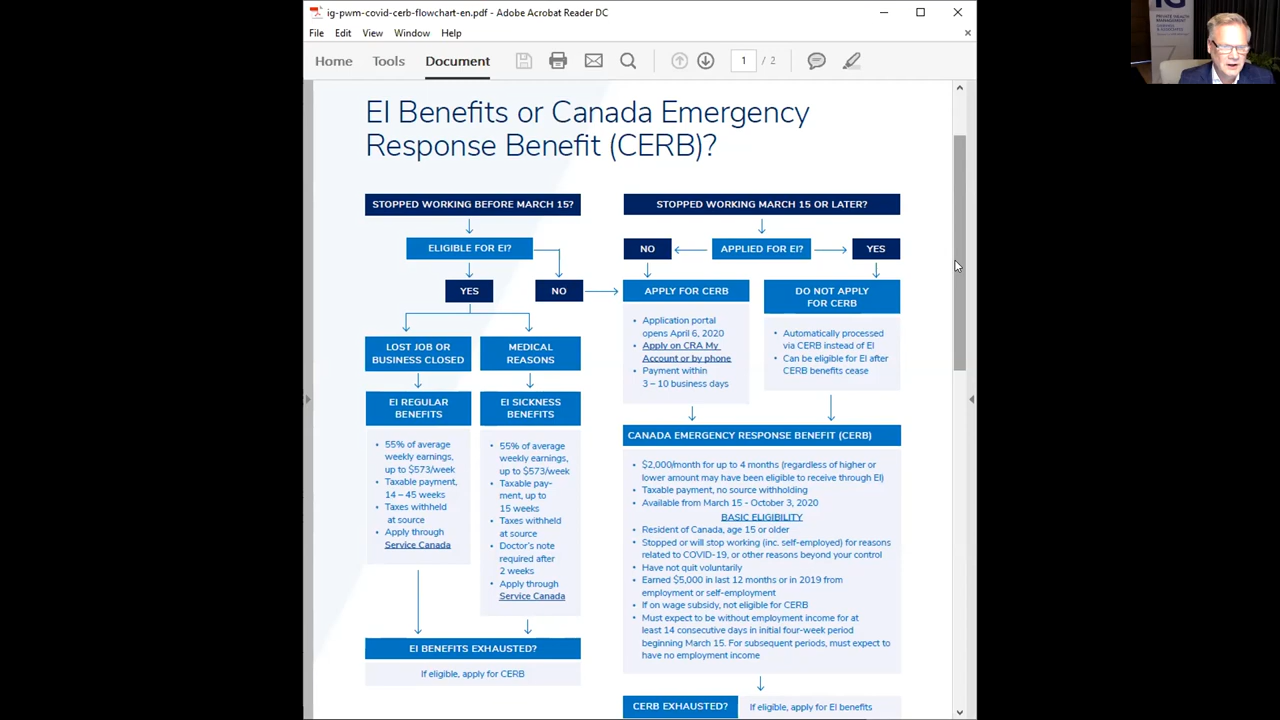 ig-pwm-covid-cerb-flowchart-en.pdf - Adobe Acrobat Reader DC
File Edit View Window Help
Home Tools Document 1 / 2
EI Benefits or Canada Emergency
Response Benefit (CERB)?
STOPPED WORKING BEFORE MARCH 15?
ELIGIBLE FOR EI?
YES
NO
LOST JOB OR
BUSINESS CLOSED
MEDICAL
REASONS
EI REGULAR
BENEFITS
• 55% of average
weekly earnings,
up to $573/week
• Taxable payment,
14 – 45 weeks
• Taxes withheld
at source
• Apply through
Service Canada
EI SICKNESS
BENEFITS
• 55% of average
weekly earnings,
up to $573/week
• Taxable pay-
ment, up to
15 weeks
• Taxes withheld
at source
• Doctor's note
required after
2 weeks
• Apply through
Service Canada
EI BENEFITS EXHAUSTED?
If eligible, apply for CERB
STOPPED WORKING MARCH 15 OR LATER?
NO
APPLIED FOR EI?
YES
APPLY FOR CERB
• Application portal
opens April 6, 2020
• Apply on CRA My
Account or by phone
• Payment within
3 – 10 business days
DO NOT APPLY
FOR CERB
• Automatically processed
via CERB instead of EI
• Can be eligible for EI after
CERB benefits cease
CANADA EMERGENCY RESPONSE BENEFIT (CERB)
• $2,000/month for up to 4 months (regardless of higher or
lower amount may have been eligible to receive through EI)
• Taxable payment, no source withholding
• Available from March 15 - October 3, 2020
BASIC ELIGIBILITY
• Resident of Canada, age 15 or older
• Stopped or will stop working (inc. self-employed) for reasons
related to COVID-19, or other reasons beyond your control
• Have not quit voluntarily
• Earned $5,000 in last 12 months or in 2019 from
employment or self-employment
• If on wage subsidy, not eligible for CERB
• Must expect to be without employment income for at
least 14 consecutive days in initial four-week period
beginning March 15. For subsequent periods, must expect to
have no employment income
CERB EXHAUSTED?
If eligible, apply for EI benefits
IG
PRIVATE WEALTH
MANAGEMENT